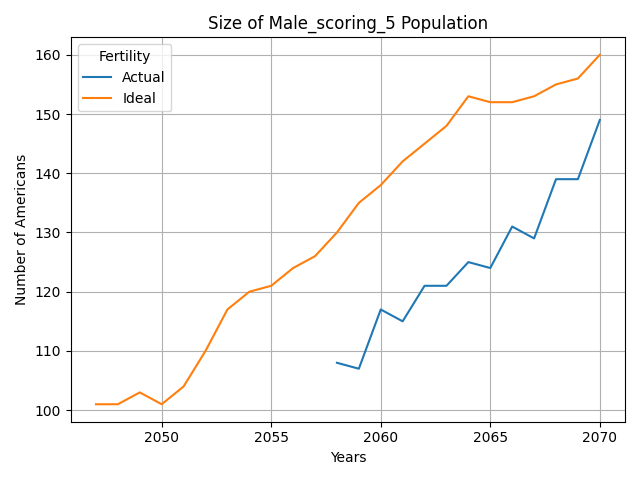 Size of Male_scoring_5 Population
Fertility
Actual
Ideal
Number of Americans
160
150
140
130
120
110
100
2050
2055
2060
2065
2070
Years